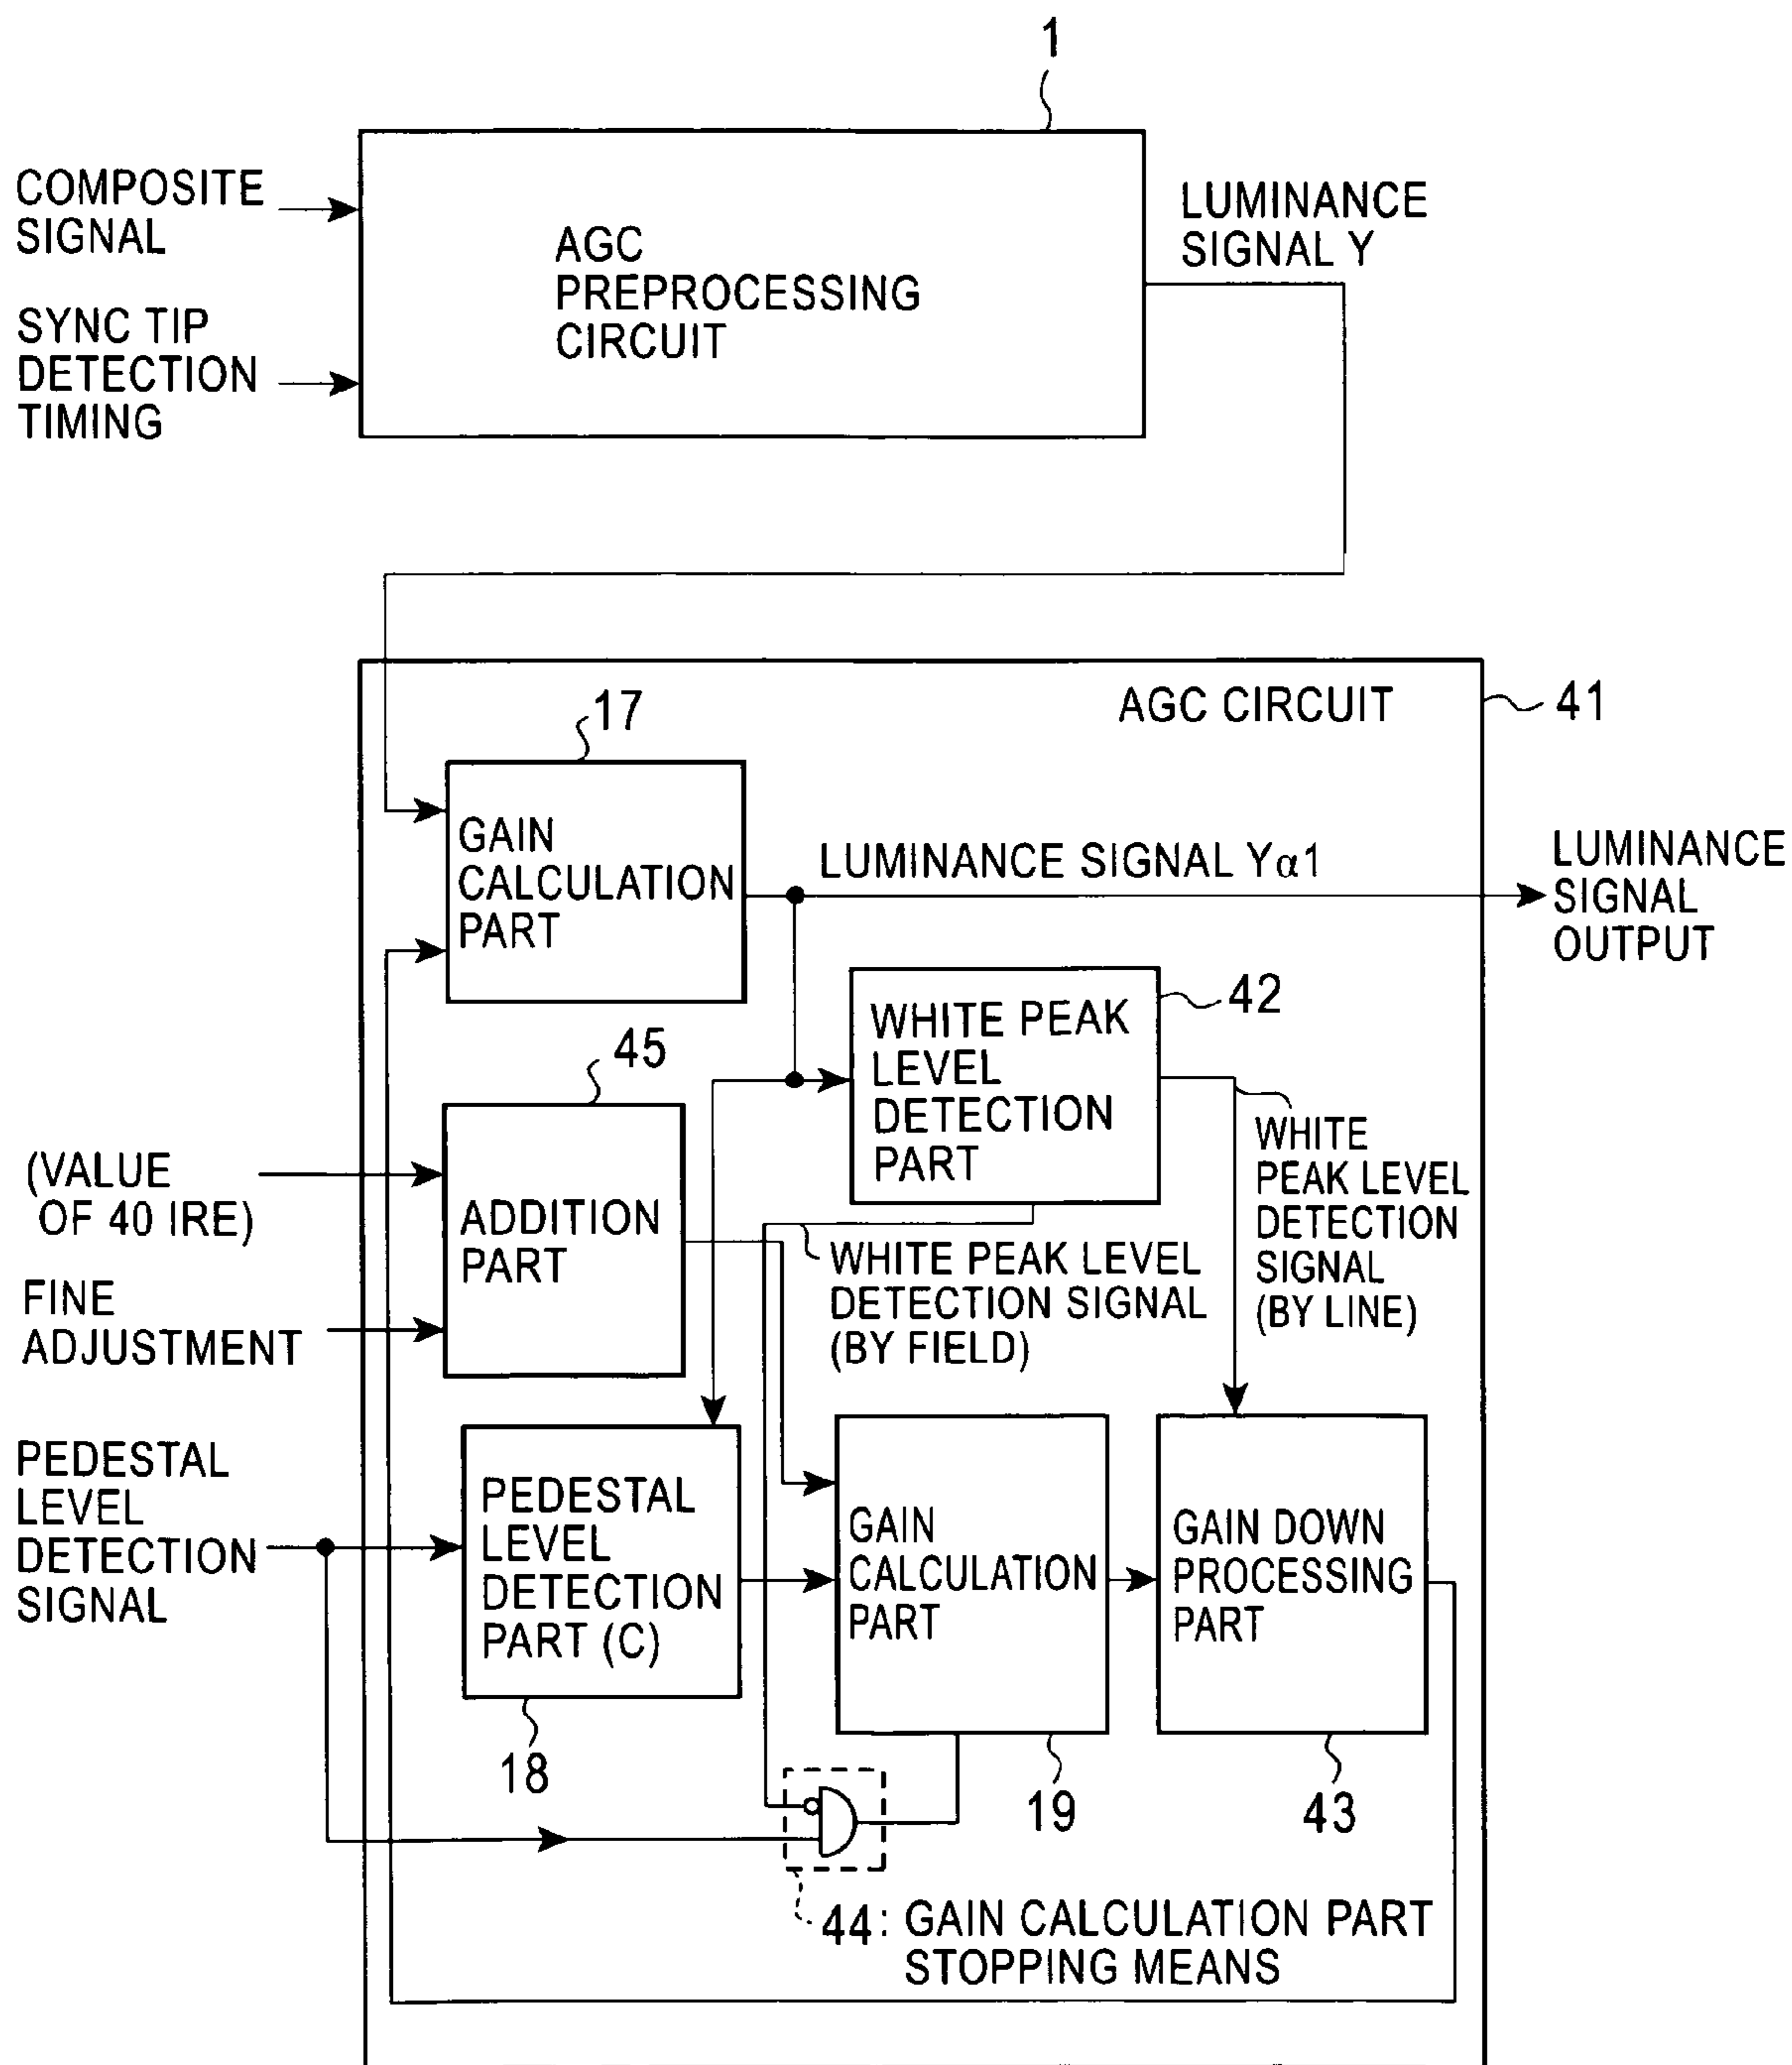 1
COMPOSITE
SIGNAL
SYNC TIP
DETECTION
TIMING
AGC
PREPROCESSING
CIRCUIT
LUMINANCE
SIGNAL Y
AGC CIRCUIT
41
17
GAIN
CALCULATION
PART
LUMINANCE SIGNAL Yα1
LUMINANCE
SIGNAL
OUTPUT
42
WHITE PEAK
LEVEL
DETECTION
PART
45
(VALUE
OF 40 IRE)
FINE
ADJUSTMENT
ADDITION
PART
WHITE PEAK LEVEL
DETECTION SIGNAL
(BY FIELD)
WHITE
PEAK LEVEL
DETECTION
SIGNAL
(BY LINE)
PEDESTAL
LEVEL
DETECTION
SIGNAL
PEDESTAL
LEVEL
DETECTION
PART (C)
18
GAIN
CALCULATION
PART
19
GAIN DOWN
PROCESSING
PART
43
44: GAIN CALCULATION PART
STOPPING MEANS